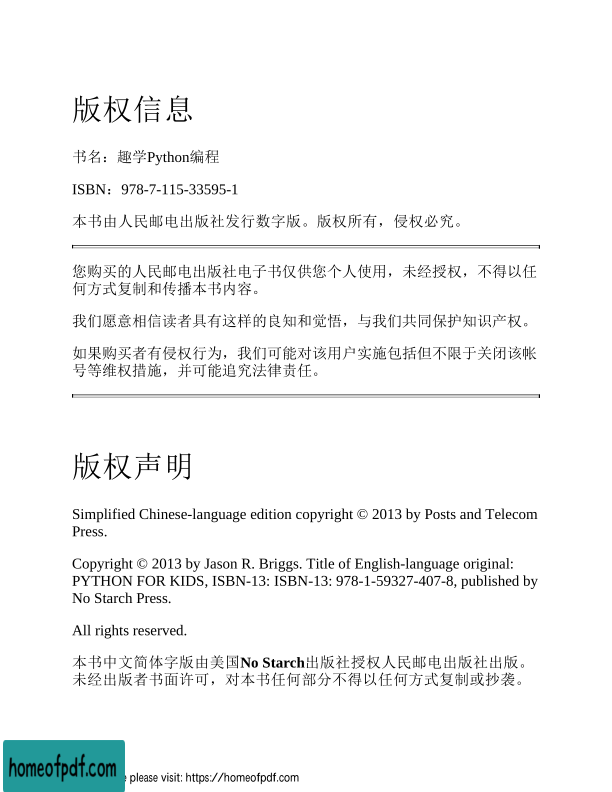 版权信息
书名：趣学Python编程
ISBN：978-7-115-33595-1
本书由人民邮电出版社发行数字版。版权所有，侵权必究。
您购买的人民邮电出版社电子书仅供您个人使用，未经授权，不得以任
何方式复制和传播本书内容。
我们愿意相信读者具有这样的良知和觉悟，与我们共同保护知识产权。
如果购买者有侵权行为，我们可能对该用户实施包括但不限于关闭该帐
号等维权措施，并可能追究法律责任。
版权声明
Simplified Chinese-language edition copyright © 2013 by Posts and Telecom
Press.
Copyright © 2013 by Jason R. Briggs. Title of English-language original:
PYTHON FOR KIDS, ISBN-13: ISBN-13: 978-1-59327-407-8, published by
No Starch Press.
All rights reserved.
本书中文简体字版由美国No Starch出版社授权人民邮电出版社出版。
未经出版者书面许可，对本书任何部分不得以任何方式复制或抄袭。
homeofpdf.com
please visit: https://homeofpdf.com